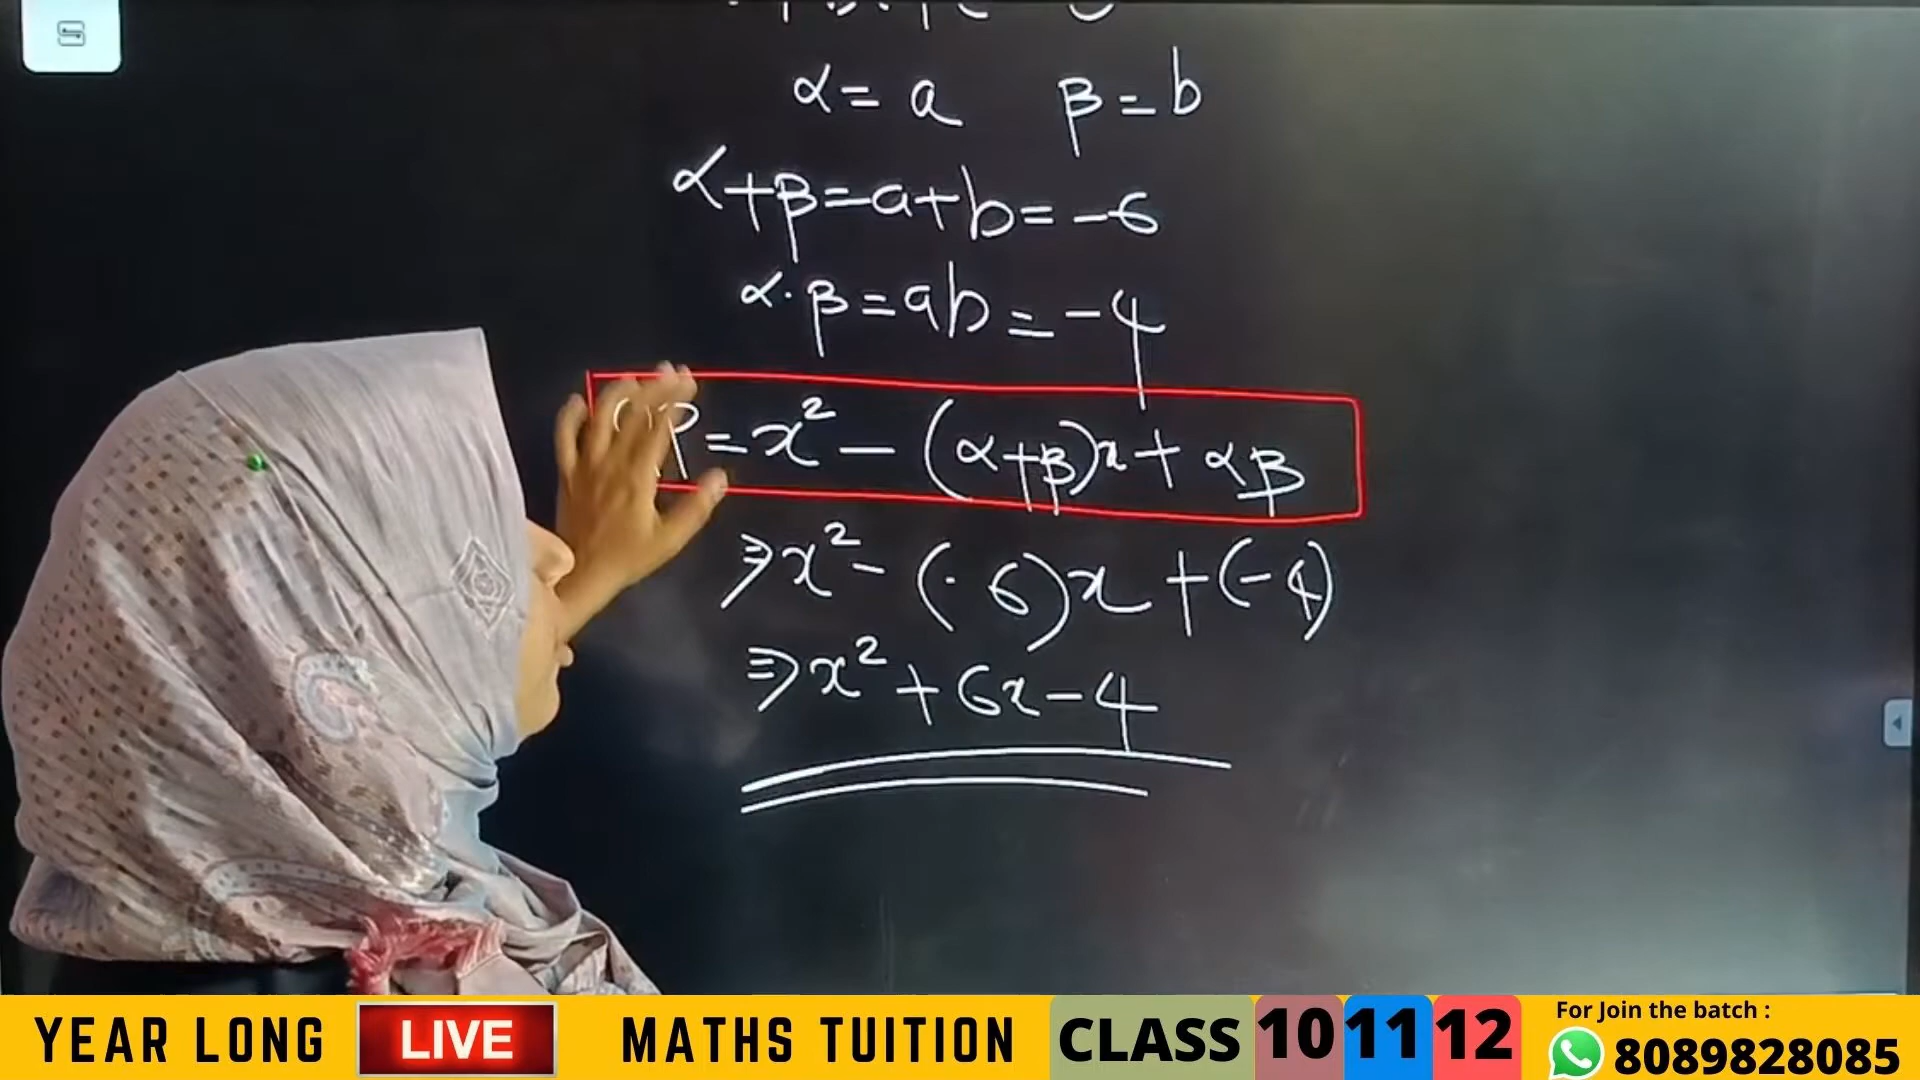 α = a β = b
α+β = a+b = -6
α·β = ab = -4
P = x² - (α+β)x + αβ
⇒ x² - (-6)x + (-4)
⇒ x² + 6x - 4
YEAR LONG LIVE MATHS TUITION CLASS 10 11 12
For Join the batch :
8089828085